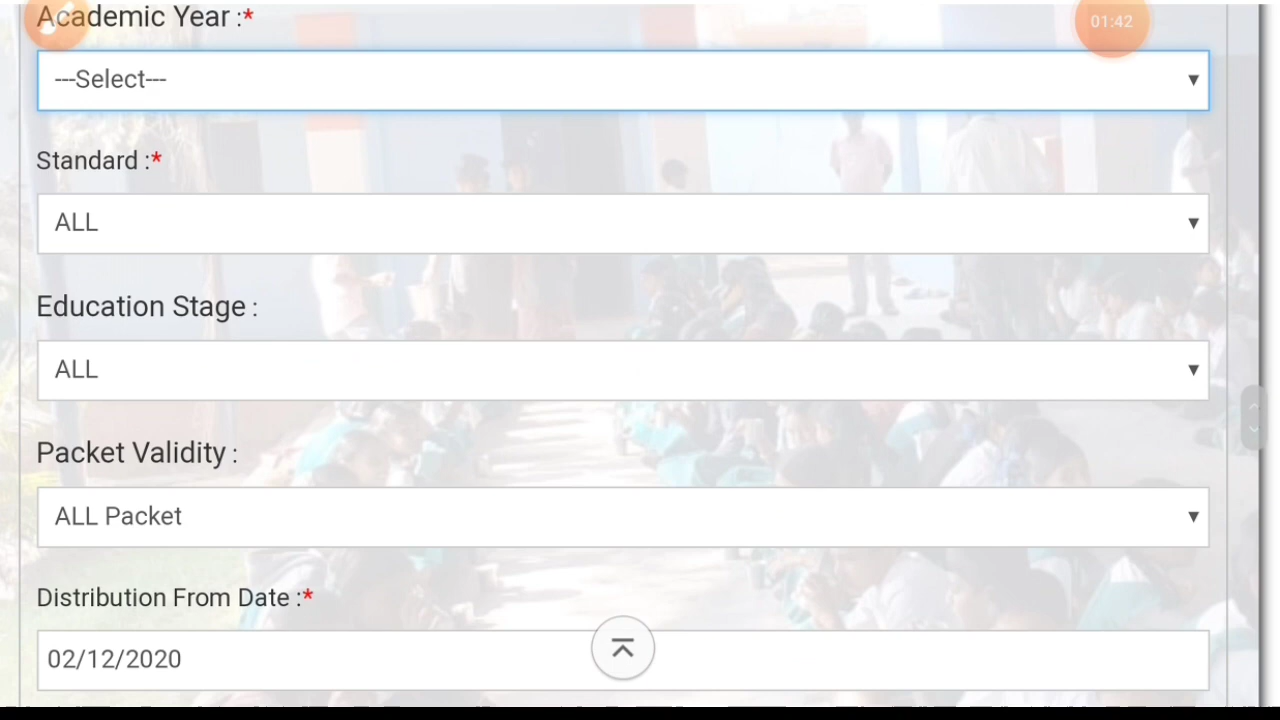 Academic Year :*
01:42
---Select---
Standard :*
ALL
Education Stage :
ALL
Packet Validity :
ALL Packet
Distribution From Date :*
02/12/2020